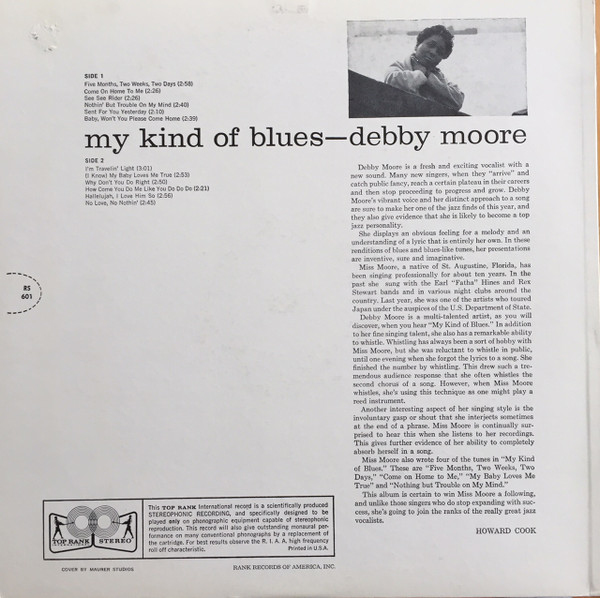 SIDE 1
Five Months, Two Weeks, Two Days (2:58)
Come On Home To Me (2:26)
See See Rider (2:26)
Nothin' But Trouble On My Mind (2:40)
Sent For You Yesterday (2:10)
Baby, Won't You Please Come Home (2:39)
my kind of blues—debby moore
SIDE 2
I'm Travelin' Light (3:01)
(I Know) My Baby Loves Me True (2:53)
Why Don't You Do Right (2:50)
How Come You Do Me Like You Do Do Do (2:21)
Hallelujah, I Love Him So (2:56)
No Love, No Nothin' (2:45)
Debby Moore is a fresh and exciting vocalist with a
new sound. Many new singers, when they "arrive" and
catch public fancy, reach a certain plateau in their careers
and then stop proceeding to progress and grow. Debby
Moore's vibrant voice and her distinct approach to a song
are sure to make her one of the jazz finds of this year, and
they also give evidence that she is likely to become a top
jazz personality.
She displays an obvious feeling for a melody and an
understanding of a lyric that is entirely her own. In these
renditions of blues and blues-like tunes, her presentations
are inventive, sure and imaginative.
Miss Moore, a native of St. Augustine, Florida, has
been singing professionally for about ten years. In the
past she sung with the Earl "Fatha" Hines and Rex
Stewart bands and in various night clubs around the
country. Last year, she was one of the artists who toured
Japan under the auspices of the U.S. Department of State.
Debby Moore is a multi-talented artist, as you will
discover, when you hear "My Kind of Blues." In addition
to her fine singing talent, she also has a remarkable ability
to whistle. Whistling has always been a sort of hobby with
Miss Moore, but she was reluctant to whistle in public,
until one evening when she forgot the lyrics to a song. She
finished the number by whistling. This drew such a tre-
mendous audience response that she often whistles the
second chorus of a song. However, when Miss Moore
whistles, she's using this technique as one might play a
reed instrument.
Another interesting aspect of her singing style is the
involuntary gasp or shout that she interjects sometimes
at the end of a phrase. Miss Moore is continually sur-
prised to hear this when she listens to her recordings.
This gives further evidence of her ability to completely
absorb herself in a song.
Miss Moore also wrote four of the tunes in "My Kind
of Blues." These are "Five Months, Two Weeks, Two
Days," "Come on Home to Me," "My Baby Loves Me
True" and "Nothing but Trouble on My Mind."
This album is certain to win Miss Moore a following,
and unlike those singers who do stop expanding with suc-
cess, she's going to join the ranks of the really great jazz
vocalists.
HOWARD COOK
RS
601
TOP RANK STEREO
This TOP RANK International record is a scientifically produced
STEREOPHONIC RECORDING, and specifically designed to be
played only on phonographic equipment capable of stereophonic
reproduction. This record will also give outstanding monaural per-
formance on many conventional phonographs by a replacement of
the cartridge. For best results observe the R. I. A. A. high frequency
roll off characteristic.
Printed in U.S.A.
COVER BY MAURER STUDIOS
RANK RECORDS OF AMERICA, INC.